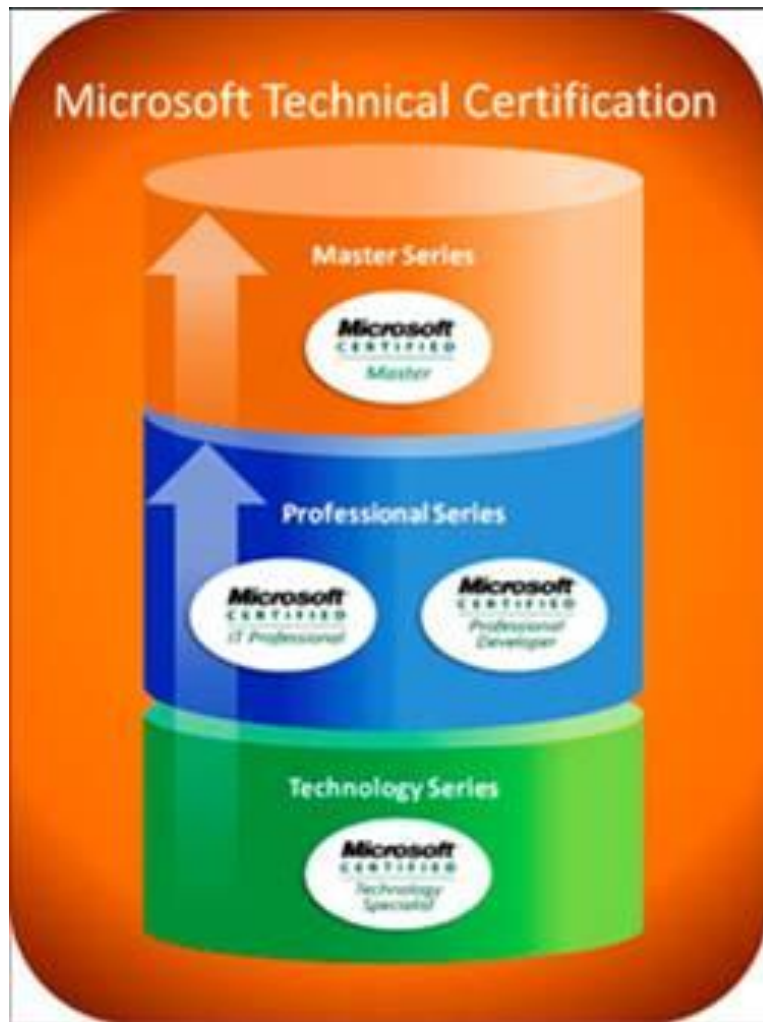 Microsoft Technical Certification
Master Series
Microsoft
CERTIFIED
Master
Professional Series
Microsoft
CERTIFIED
IT Professional
Microsoft
CERTIFIED
Professional
Developer
Technology Series
Microsoft
CERTIFIED
Technology
Specialist